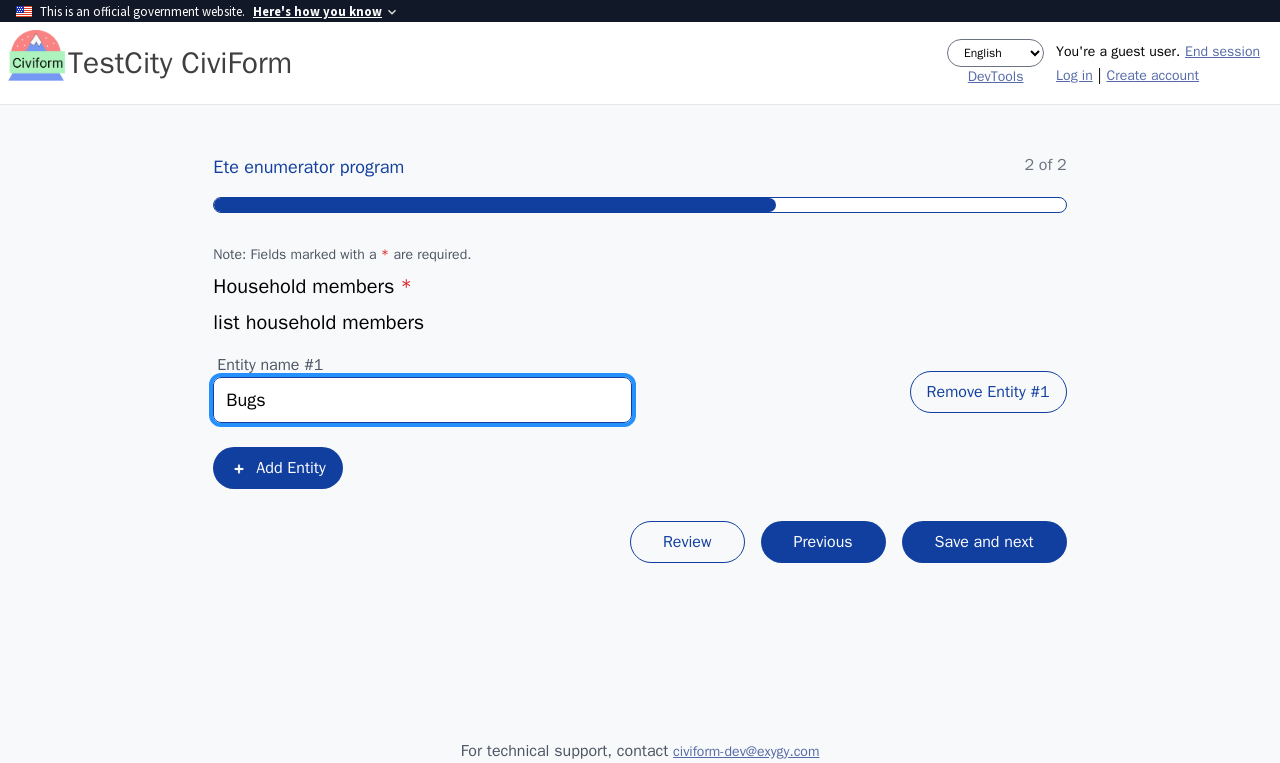 This is an official government website. Here's how you know
Civiform
TestCity CiviForm
English
DevTools
You're a guest user. End session
Log in | Create account
Ete enumerator program
2 of 2
Note: Fields marked with a * are required.
Household members *
list household members
Entity name #1
Bugs
Remove Entity #1
+ Add Entity
Review
Previous
Save and next
For technical support, contact civiform-dev@exygy.com